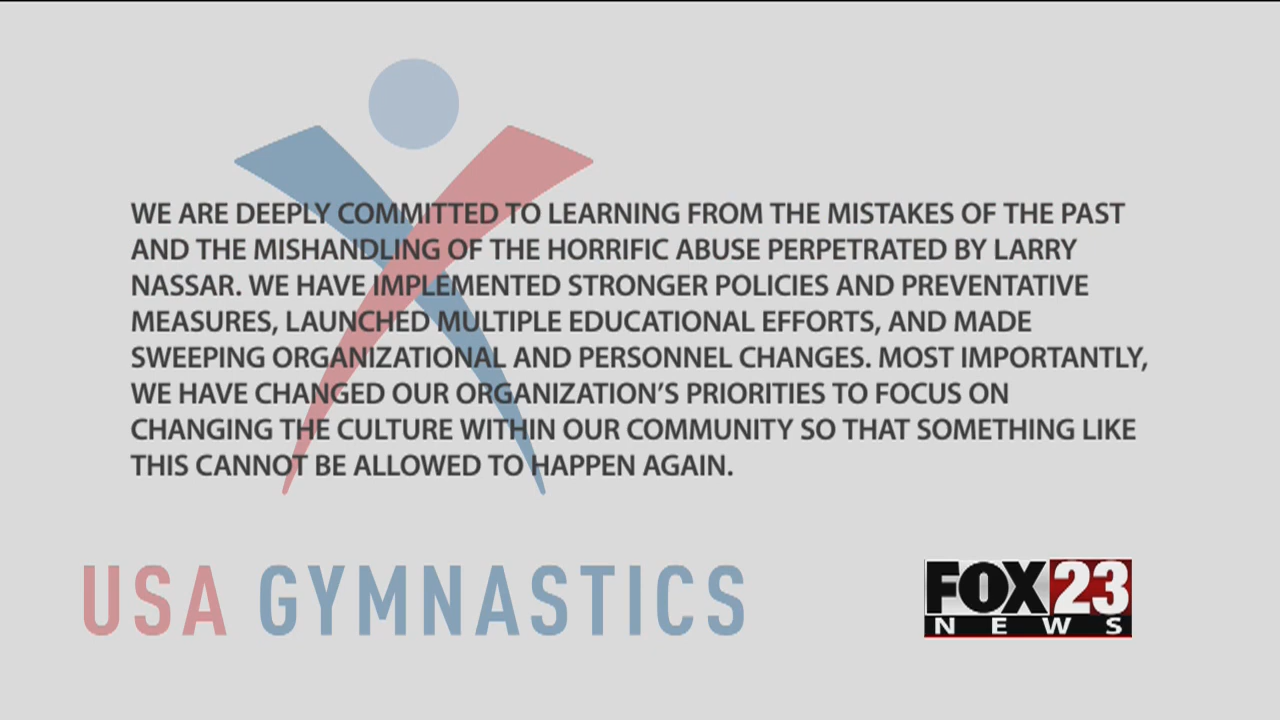 WE ARE DEEPLY COMMITTED TO LEARNING FROM THE MISTAKES OF THE PAST
AND THE MISHANDLING OF THE HORRIFIC ABUSE PERPETRATED BY LARRY
NASSAR. WE HAVE IMPLEMENTED STRONGER POLICIES AND PREVENTATIVE
MEASURES, LAUNCHED MULTIPLE EDUCATIONAL EFFORTS, AND MADE
SWEEPING ORGANIZATIONAL AND PERSONNEL CHANGES. MOST IMPORTANTLY,
WE HAVE CHANGED OUR ORGANIZATION’S PRIORITIES TO FOCUS ON
CHANGING THE CULTURE WITHIN OUR COMMUNITY SO THAT SOMETHING LIKE
THIS CANNOT BE ALLOWED TO HAPPEN AGAIN.
USA GYMNASTICS
FOX23
NEWS